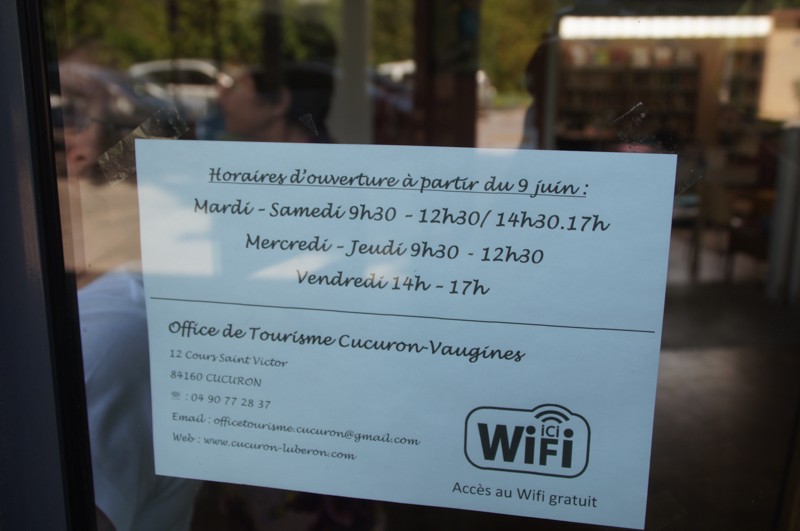 Horaires d'ouverture à partir du 9 juin :
Mardi - Samedi 9h30 - 12h30/ 14h30.17h
Mercredi - Jeudi 9h30 - 12h30
Vendredi 14h - 17h
Office de Tourisme Cucuron-Vaugines
12 Cours Saint Victor
84160 CUCURON
☏ : 04 90 77 28 37
Email : officetourisme.cucuron@gmail.com
Web : www.cucuron-luberon.com
ICI
WiFi
Accès au Wifi gratuit